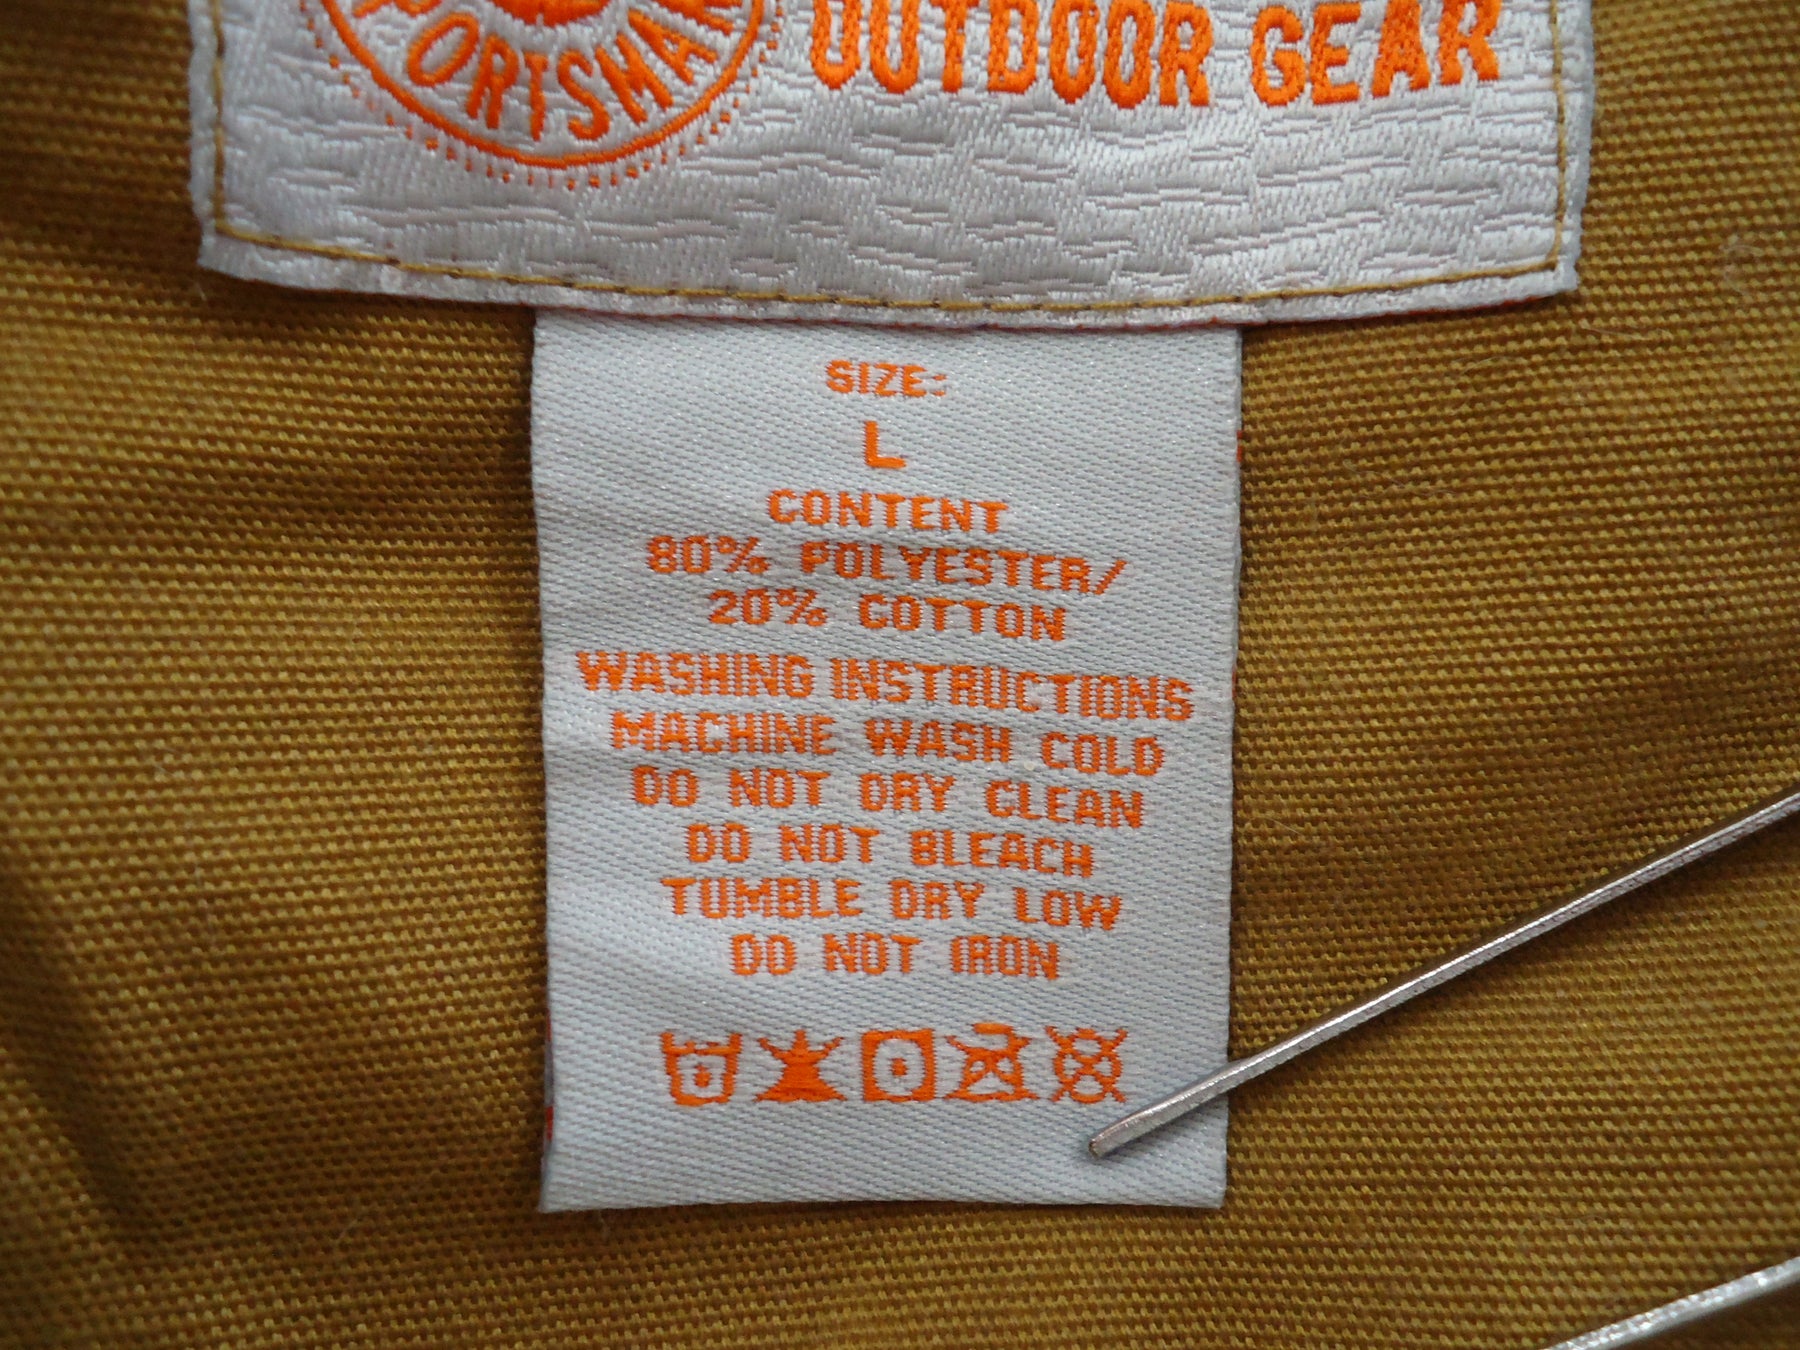 SPORTSMAN
OUTDOOR GEAR
SIZE:
L
CONTENT
80% POLYESTER/
20% COTTON
WASHING INSTRUCTIONS
MACHINE WASH COLD
DO NOT DRY CLEAN
DO NOT BLEACH
TUMBLE DRY LOW
DO NOT IRON